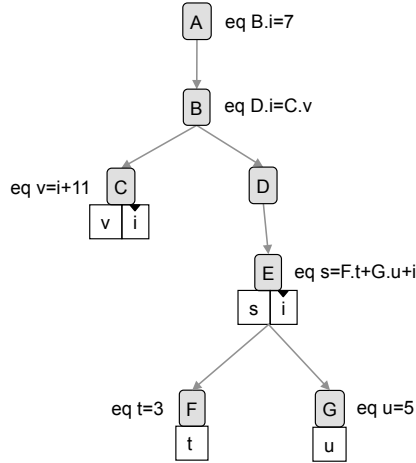 A eq B.i=7
B eq D.i=C.v
eq v=i+11 C D
v i
E eq s=F.t+G.u+i
s i
eq t=3 F G eq u=5
t u